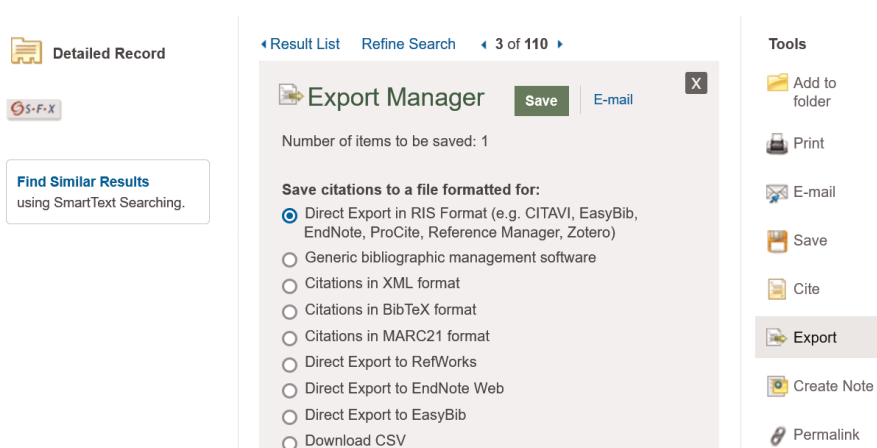 Detailed Record
S·F·X
Find Similar Results
using SmartText Searching.
Result List Refine Search 3 of 110
Export Manager Save E-mail X
Number of items to be saved: 1
Save citations to a file formatted for:
Direct Export in RIS Format (e.g. CITAVI, EasyBib,
EndNote, ProCite, Reference Manager, Zotero)
Generic bibliographic management software
Citations in XML format
Citations in BibTeX format
Citations in MARC21 format
Direct Export to RefWorks
Direct Export to EndNote Web
Direct Export to EasyBib
Download CSV
Tools
Add to
folder
Print
E-mail
Save
Cite
Export
Create Note
Permalink